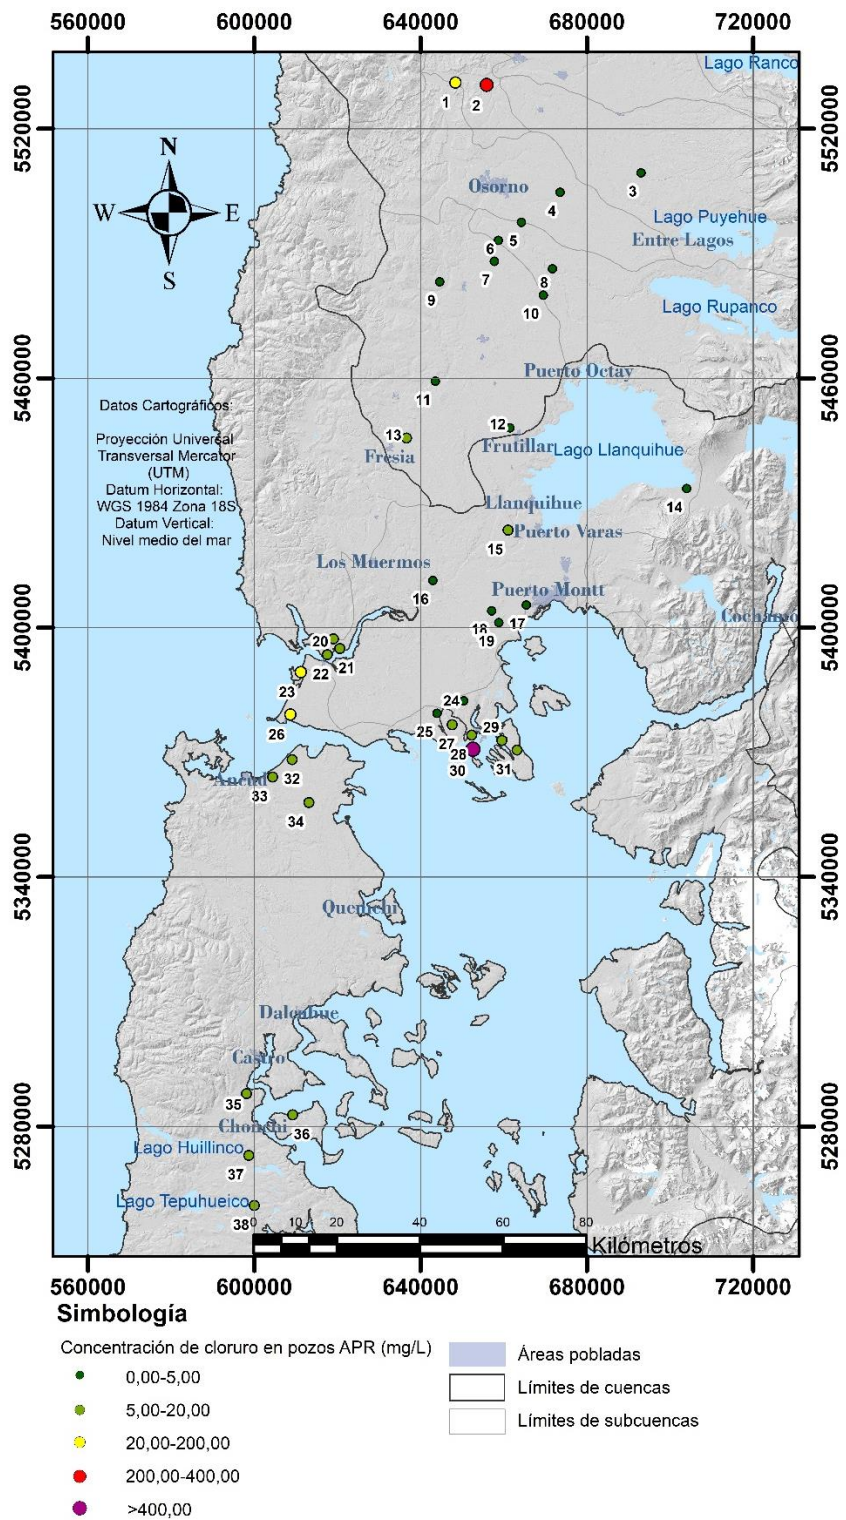 560000 600000 640000 680000 720000
Lago Ranco
1 2
5520000 5520000
N
W E
S
3
Osorno
4
Lago Puyehue
5
6
Entre Lagos
7
8
9
10
Lago Rupanco
Puerto Octay
5460000 5460000
11
12
13
Frutillar
Fresia
Lago Llanquihue
Datos Cartográficos:
Proyección Universal
Transversal Mercator
(UTM)
Datum Horizontal:
WGS 1984 Zona 18S
Datum Vertical:
Nivel medio del mar
14
Llanquihue
Puerto Varas
15
Los Muermos
16
Puerto Montt
17
18
19
Cochamó
5400000 5400000
20
21
22
23
24
25
26
27
28
29
30
31
32
Ancud
33
34
5340000 5340000
Quemchi
Dalcahue
Castro
35
36
Chonchi
5280000 5280000
Lago Huillinco
37
Lago Tepuhueico
38
0 10 20 40 60 80
Kilómetros
560000 600000 640000 680000 720000
Simbología
Concentración de cloruro en pozos APR (mg/L)
0,00-5,00
5,00-20,00
20,00-200,00
200,00-400,00
>400,00
Áreas pobladas
Límites de cuencas
Límites de subcuencas